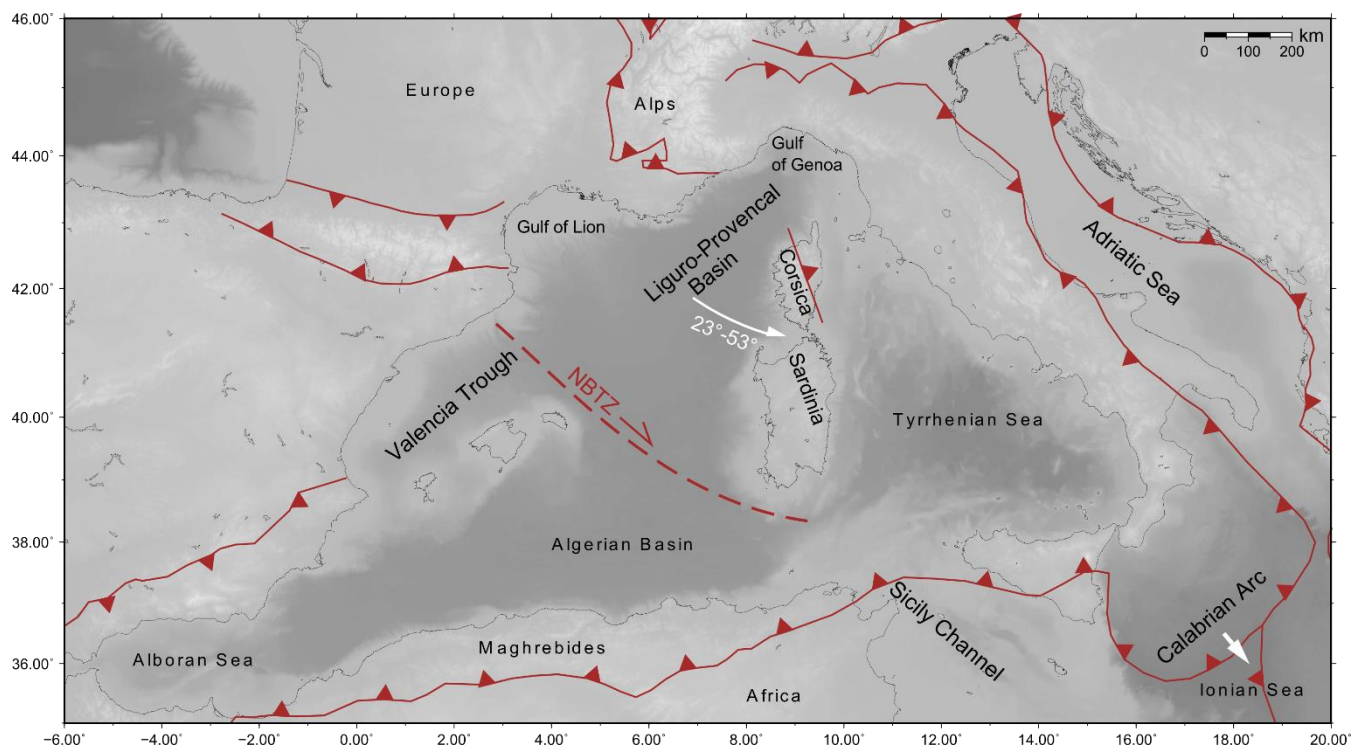 46.00°
44.00°
42.00°
40.00°
38.00°
36.00°
−6.00°
−4.00°
−2.00°
0.00°
2.00°
4.00°
6.00°
8.00°
10.00°
12.00°
14.00°
16.00°
18.00°
20.00°
km
0 100 200
Europe
Alps
Gulf
of Genoa
Gulf of Lion
Liguro-Provencal
Basin
Corsica
Adriatic Sea
23°-53°
Sardinia
Valencia Trough
NBTZ
Tyrrhenian Sea
Algerian Basin
Sicily Channel
Calabrian Arc
Maghrebides
Alboran Sea
Africa
Ionian Sea